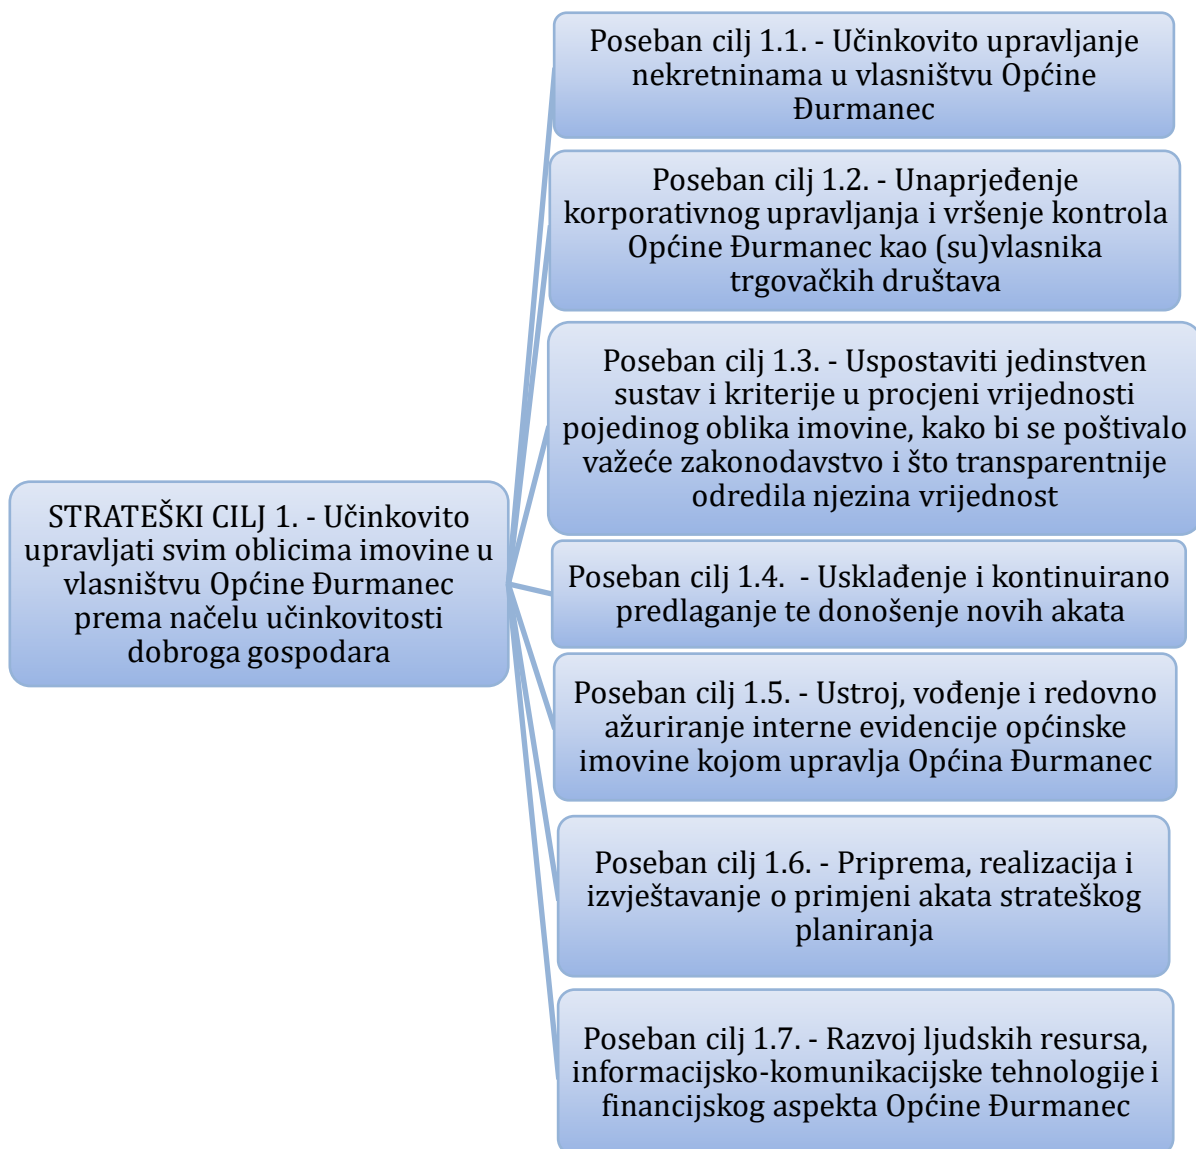 Poseban cilj 1.1. - Učinkovito upravljanje
nekretninama u vlasništvu Općine
Đurmanec
Poseban cilj 1.2. - Unaprjeđenje
korporativnog upravljanja i vršenje kontrola
Općine Đurmanec kao (su)vlasnika
trgovačkih društava
Poseban cilj 1.3. - Uspostaviti jedinstven
sustav i kriterije u procjeni vrijednosti
pojedinog oblika imovine, kako bi se poštivalo
važeće zakonodavstvo i što transparentnije
odredila njezina vrijednost
STRATEŠKI CILJ 1. - Učinkovito
upravljati svim oblicima imovine u
vlasništvu Općine Đurmanec
prema načelu učinkovitosti
dobroga gospodara
Poseban cilj 1.4. - Usklađenje i kontinuirano
predlaganje te donošenje novih akata
Poseban cilj 1.5. - Ustroj, vođenje i redovno
ažuriranje interne evidencije općinske
imovine kojom upravlja Općina Đurmanec
Poseban cilj 1.6. - Priprema, realizacija i
izvještavanje o primjeni akata strateškog
planiranja
Poseban cilj 1.7. - Razvoj ljudskih resursa,
informacijsko-komunikacijske tehnologije i
financijskog aspekta Općine Đurmanec